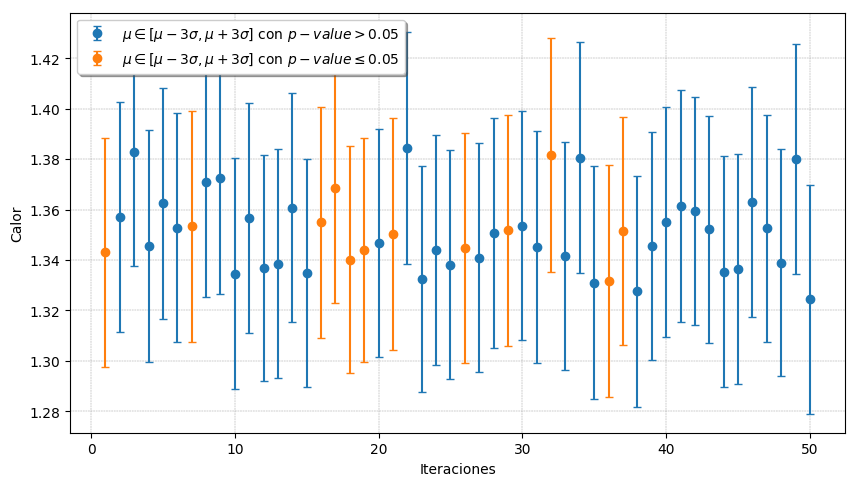 μ ∈ [μ − 3σ, μ + 3σ] con p − value > 0.05
μ ∈ [μ − 3σ, μ + 3σ] con p − value ≤ 0.05
1.42
1.40
1.38
1.36
1.34
1.32
1.30
1.28
Calor
0 10 20 30 40 50
Iteraciones